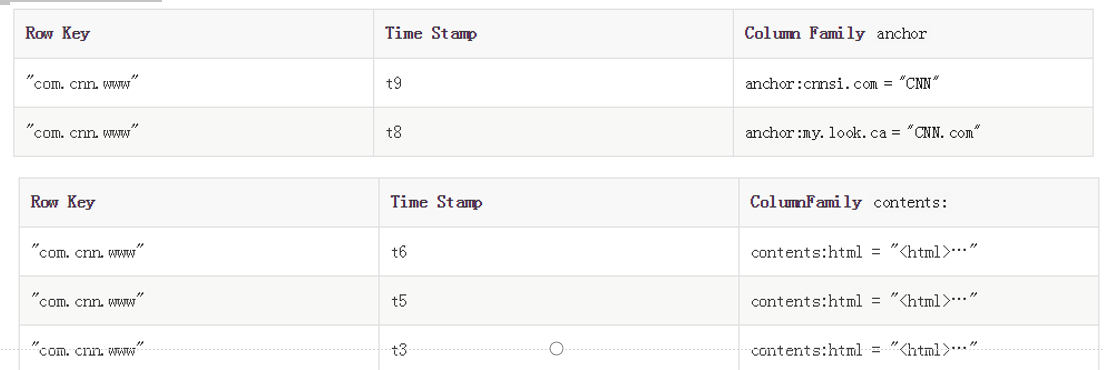 Row Key Time Stamp Column Family anchor
"com.cnn.www" t9 anchor:cnnsi.com = "CNN"
"com.cnn.www" t8 anchor:my.look.ca = "CNN.com"
Row Key Time Stamp ColumnFamily contents:
"com.cnn.www" t6 contents:html = "<html>…"
"com.cnn.www" t5 contents:html = "<html>…"
"com.cnn.www" t3 contents:html = "<html>…"